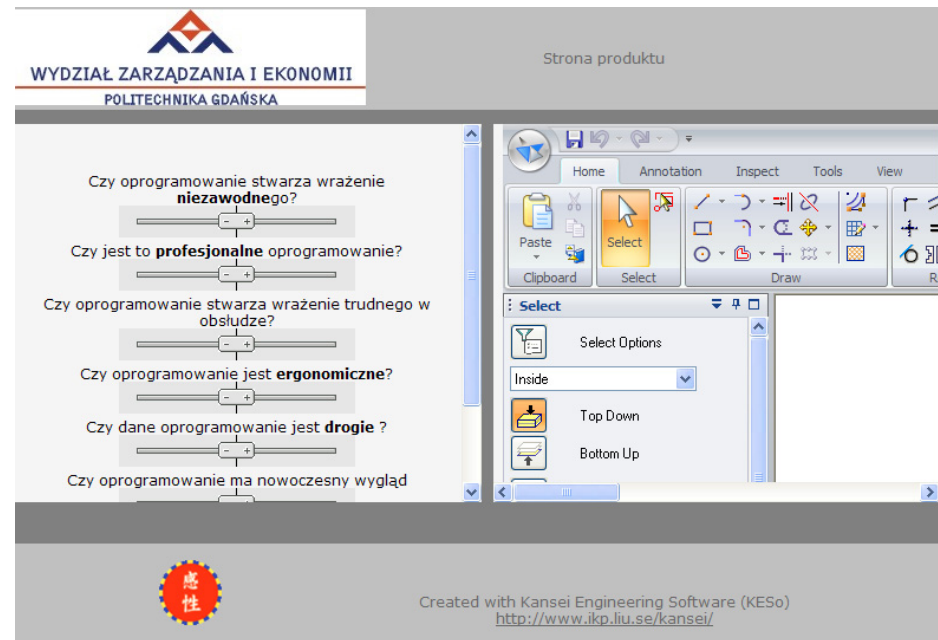 WYDZIAŁ ZARZĄDZANIA I EKONOMII
POLITECHNIKA GDAŃSKA
Strona produktu
Czy oprogramowanie stwarza wrażenie
niezawodnego?
- +
Czy jest to profesjonalne oprogramowanie?
- +
Czy oprogramowanie stwarza wrażenie trudnego w
obsłudze?
- +
Czy oprogramowanie jest ergonomiczne?
- +
Czy dane oprogramowanie jest drogie ?
- +
Czy oprogramowanie ma nowoczesny wygląd
Home Annotation Inspect Tools View
Paste
Select
Clipboard Select Draw R
Select
Select Options
Inside
Top Down
Bottom Up
感
性
Created with Kansei Engineering Software (KESo)
http://www.ikp.liu.se/kansei/